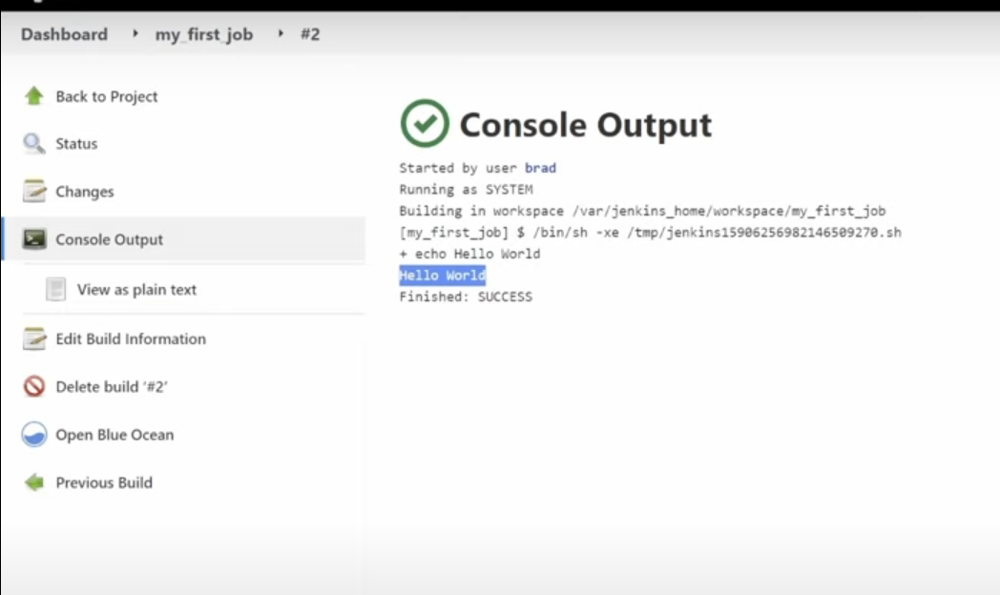 Dashboard ▸ my_first_job ▸ #2
Back to Project
Status
Changes
Console Output
View as plain text
Edit Build Information
Delete build '#2'
Open Blue Ocean
Previous Build
Console Output
Started by user brad
Running as SYSTEM
Building in workspace /var/jenkins_home/workspace/my_first_job
[my_first_job] $ /bin/sh -xe /tmp/jenkins15906256982146509270.sh
+ echo Hello World
Hello World
Finished: SUCCESS